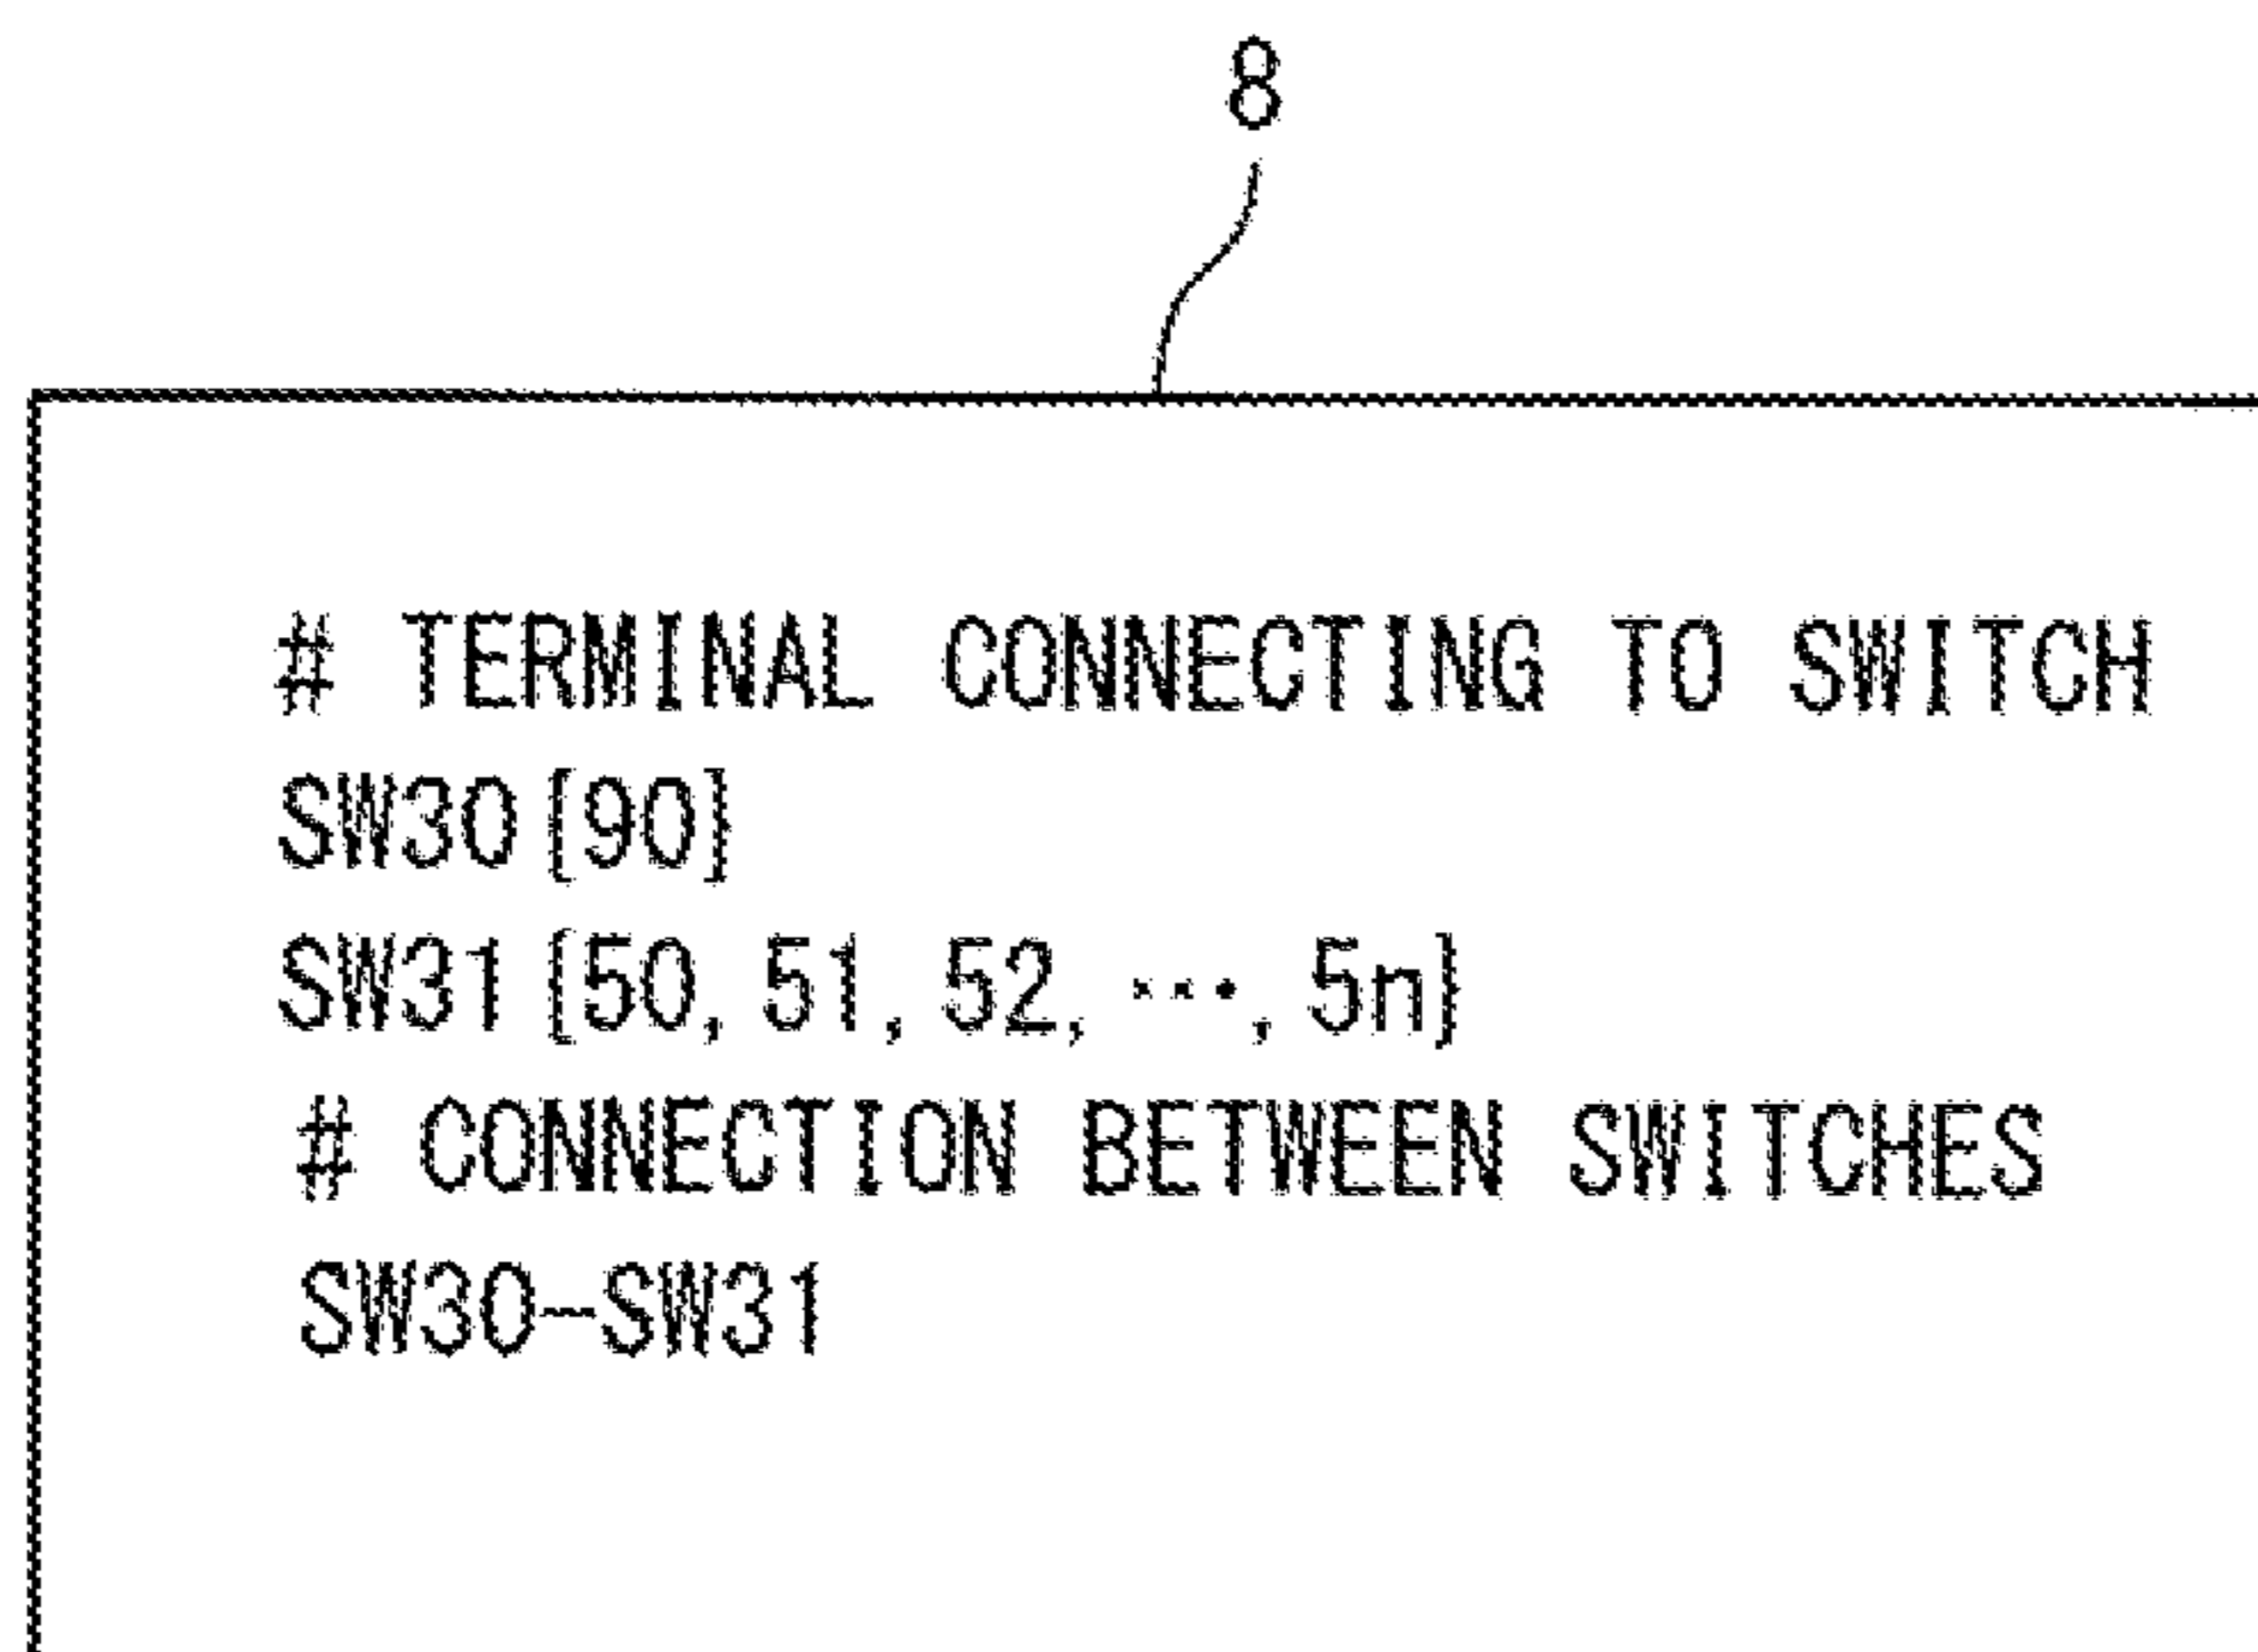 8
# TERMINAL CONNECTING TO SWITCH
SW30{90}
SW31{50, 51, 52, ···, 5n}
# CONNECTION BETWEEN SWITCHES
SW30-SW31